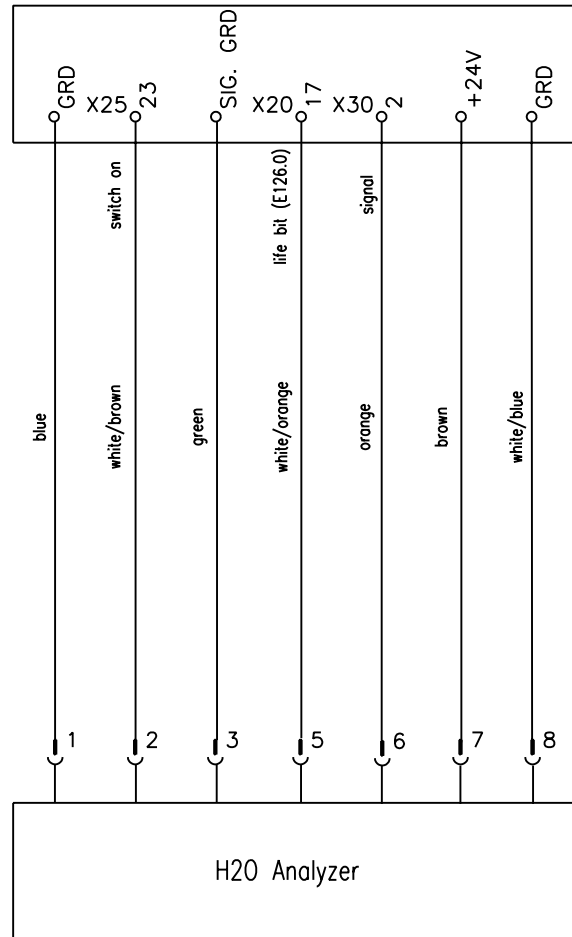 GRD
X25 23
SIG. GRD
X20 17
X30 2
+24V
GRD
switch on
life bit (E126.0)
signal
blue
white/brown
green
white/orange
orange
brown
white/blue
1
2
3
5
6
7
8
H2O Analyzer